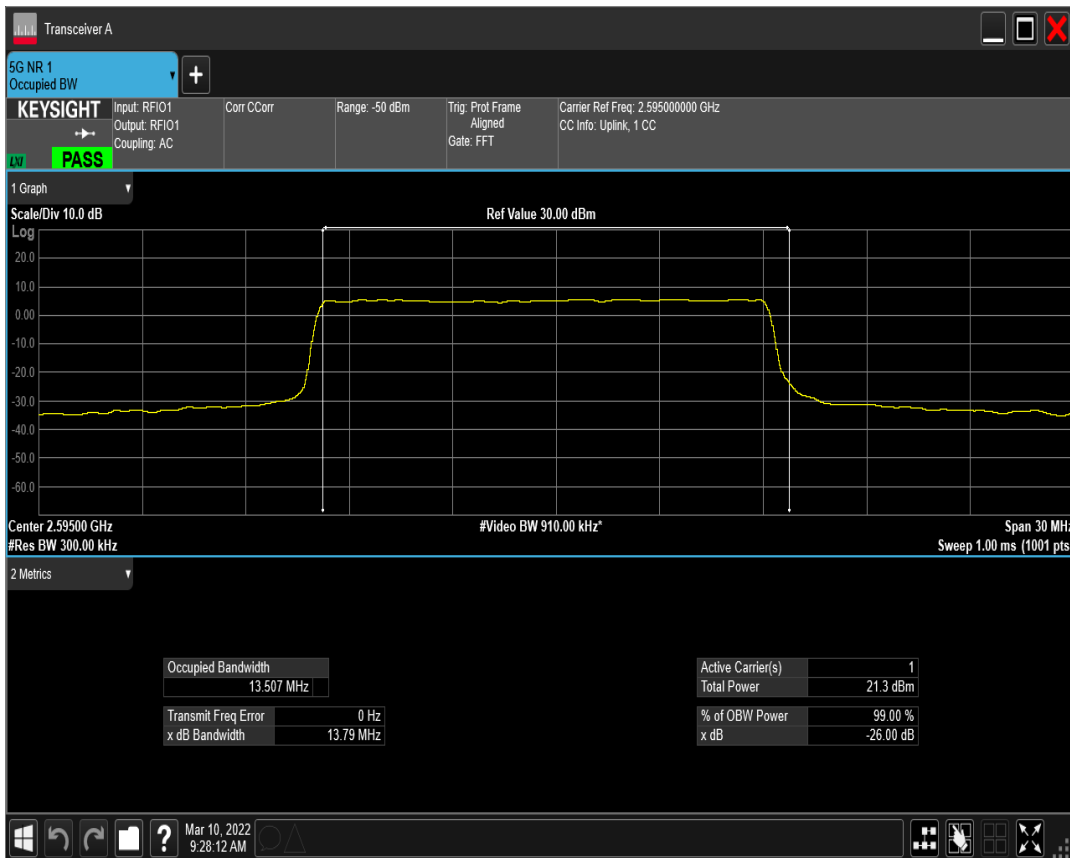 Transceiver A
5G NR 1
Occupied BW
+
KEYSIGHT
LXI
PASS
Input: RFIO1
Output: RFIO1
Coupling: AC
Corr CCorr
Range: -50 dBm
Trig: Prot Frame
Aligned
Gate: FFT
Carrier Ref Freq: 2.595000000 GHz
CC Info: Uplink, 1 CC
1 Graph
Scale/Div 10.0 dB
Ref Value 30.00 dBm
Log
20.0
10.0
0.00
-10.0
-20.0
-30.0
-40.0
-50.0
-60.0
Center 2.59500 GHz
#Video BW 910.00 kHz*
Span 30 MHz
#Res BW 300.00 kHz
Sweep 1.00 ms (1001 pts
2 Metrics
Occupied Bandwidth
13.507 MHz
Transmit Freq Error 0 Hz
x dB Bandwidth 13.79 MHz
Active Carrier(s) 1
Total Power 21.3 dBm
% of OBW Power 99.00 %
x dB -26.00 dB
?
Mar 10, 2022
9:28:12 AM